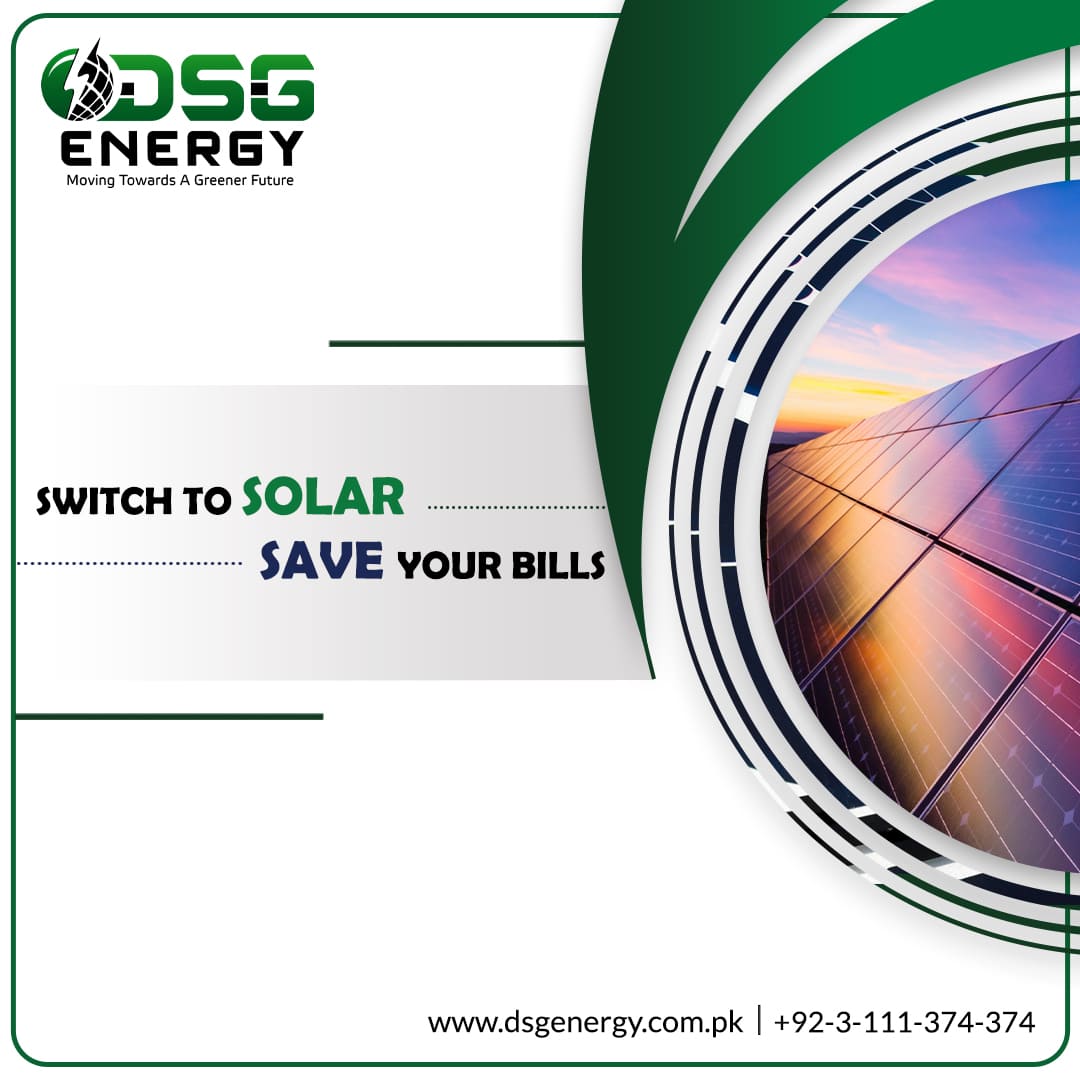 DSG
ENERGY
Moving Towards A Greener Future
SWITCH TO SOLAR
SAVE YOUR BILLS
www.dsgenergy.com.pk | +92-3-111-374-374